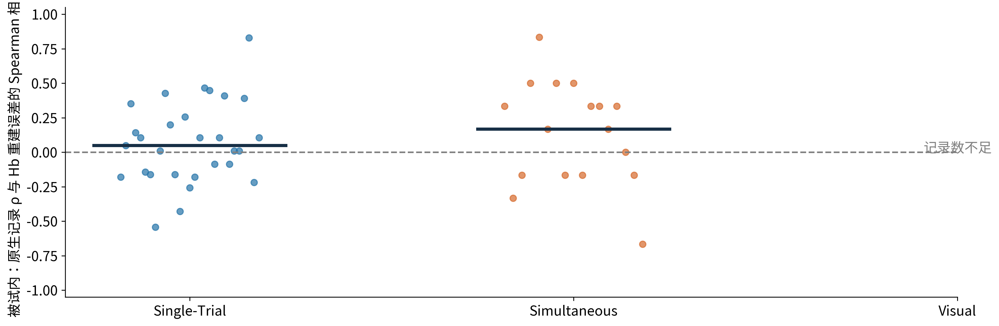 被试内：原生记录 ρ 与 Hb 重建误差的 Spearman 相
1.00
0.75
0.50
0.25
0.00
-0.25
-0.50
-0.75
-1.00
记录数不足
Single-Trial
Simultaneous
Visual